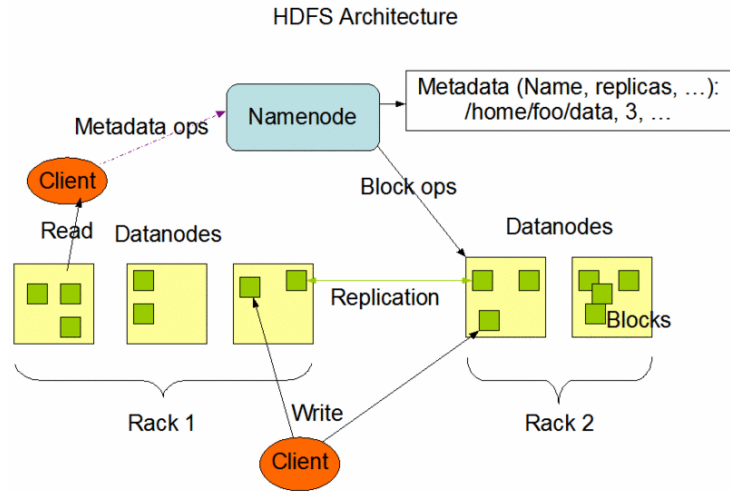 HDFS Architecture
Metadata (Name, replicas, ...):
/home/foo/data, 3, ...
Namenode
Metadata ops
Client
Block ops
Read
Datanodes
Datanodes
Replication
Blocks
Rack 1
Write
Rack 2
Client